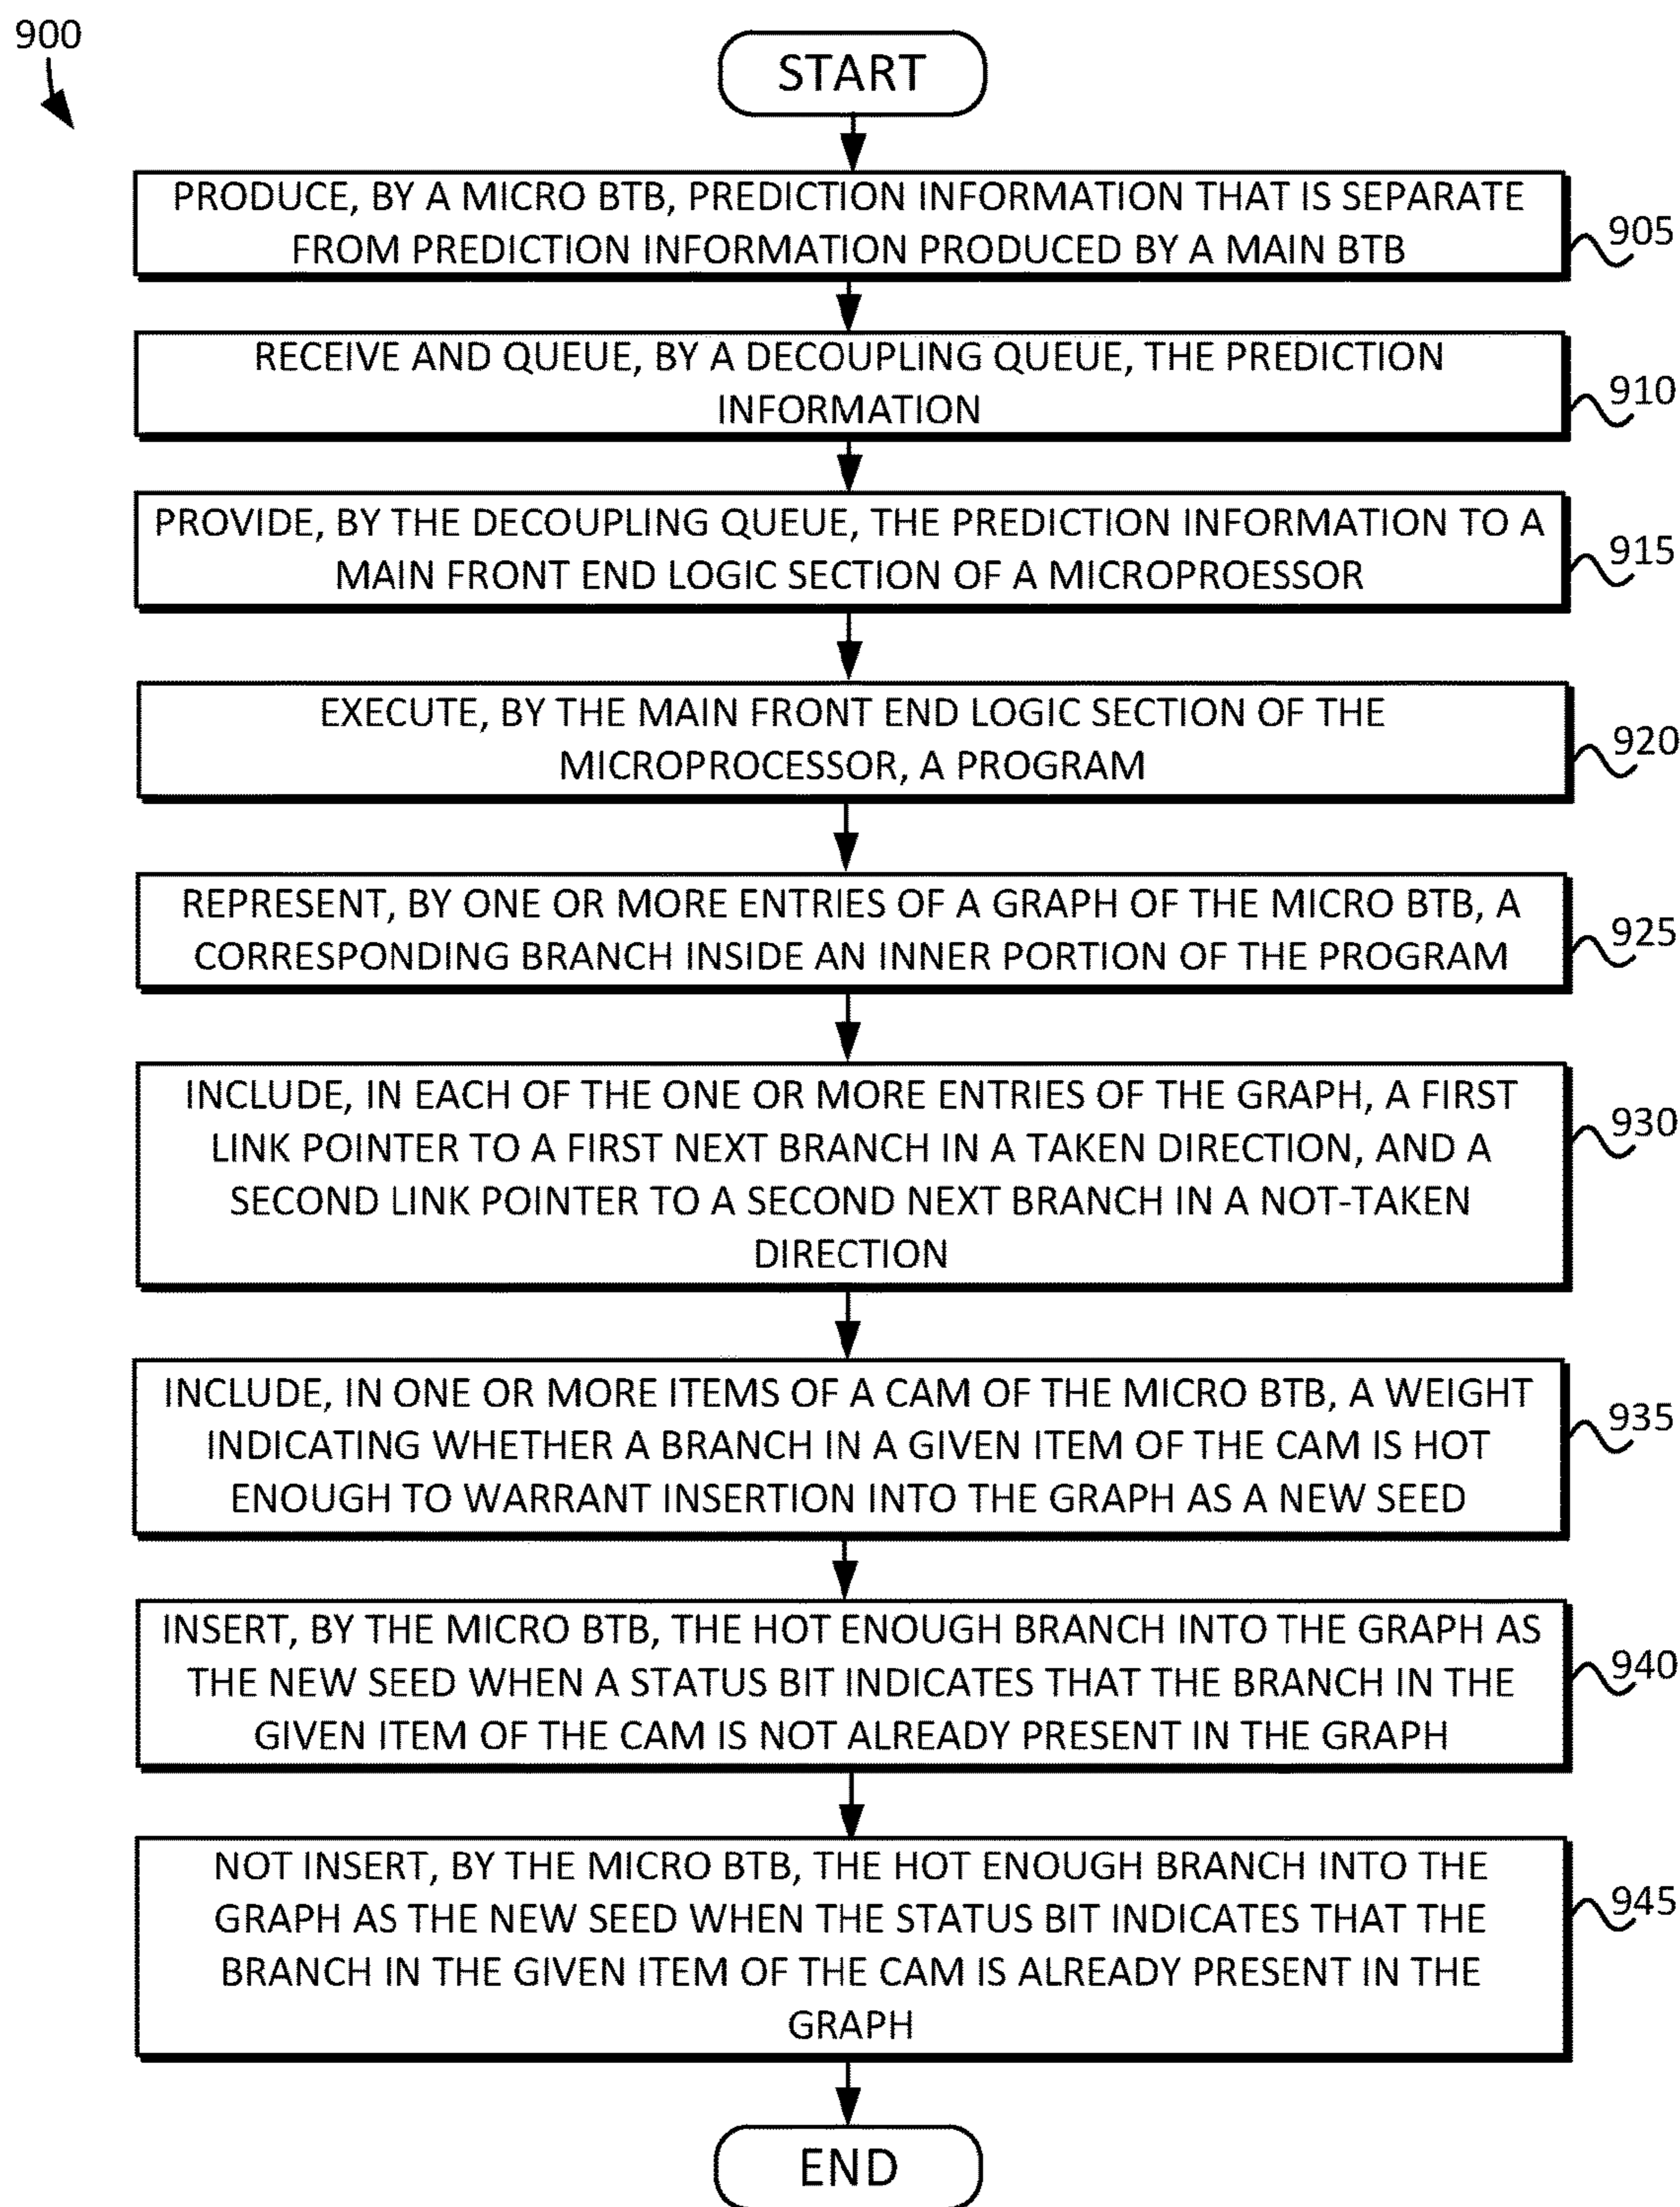 900
START
PRODUCE, BY A MICRO BTB, PREDICTION INFORMATION THAT IS SEPARATE
FROM PREDICTION INFORMATION PRODUCED BY A MAIN BTB
905
RECEIVE AND QUEUE, BY A DECOUPLING QUEUE, THE PREDICTION
INFORMATION
910
PROVIDE, BY THE DECOUPLING QUEUE, THE PREDICTION INFORMATION TO A
MAIN FRONT END LOGIC SECTION OF A MICROPROESSOR
915
EXECUTE, BY THE MAIN FRONT END LOGIC SECTION OF THE
MICROPROCESSOR, A PROGRAM
920
REPRESENT, BY ONE OR MORE ENTRIES OF A GRAPH OF THE MICRO BTB, A
CORRESPONDING BRANCH INSIDE AN INNER PORTION OF THE PROGRAM
925
INCLUDE, IN EACH OF THE ONE OR MORE ENTRIES OF THE GRAPH, A FIRST
LINK POINTER TO A FIRST NEXT BRANCH IN A TAKEN DIRECTION, AND A
SECOND LINK POINTER TO A SECOND NEXT BRANCH IN A NOT-TAKEN
DIRECTION
930
INCLUDE, IN ONE OR MORE ITEMS OF A CAM OF THE MICRO BTB, A WEIGHT
INDICATING WHETHER A BRANCH IN A GIVEN ITEM OF THE CAM IS HOT
ENOUGH TO WARRANT INSERTION INTO THE GRAPH AS A NEW SEED
935
INSERT, BY THE MICRO BTB, THE HOT ENOUGH BRANCH INTO THE GRAPH AS
THE NEW SEED WHEN A STATUS BIT INDICATES THAT THE BRANCH IN THE
GIVEN ITEM OF THE CAM IS NOT ALREADY PRESENT IN THE GRAPH
940
NOT INSERT, BY THE MICRO BTB, THE HOT ENOUGH BRANCH INTO THE
GRAPH AS THE NEW SEED WHEN THE STATUS BIT INDICATES THAT THE
BRANCH IN THE GIVEN ITEM OF THE CAM IS ALREADY PRESENT IN THE
GRAPH
945
END